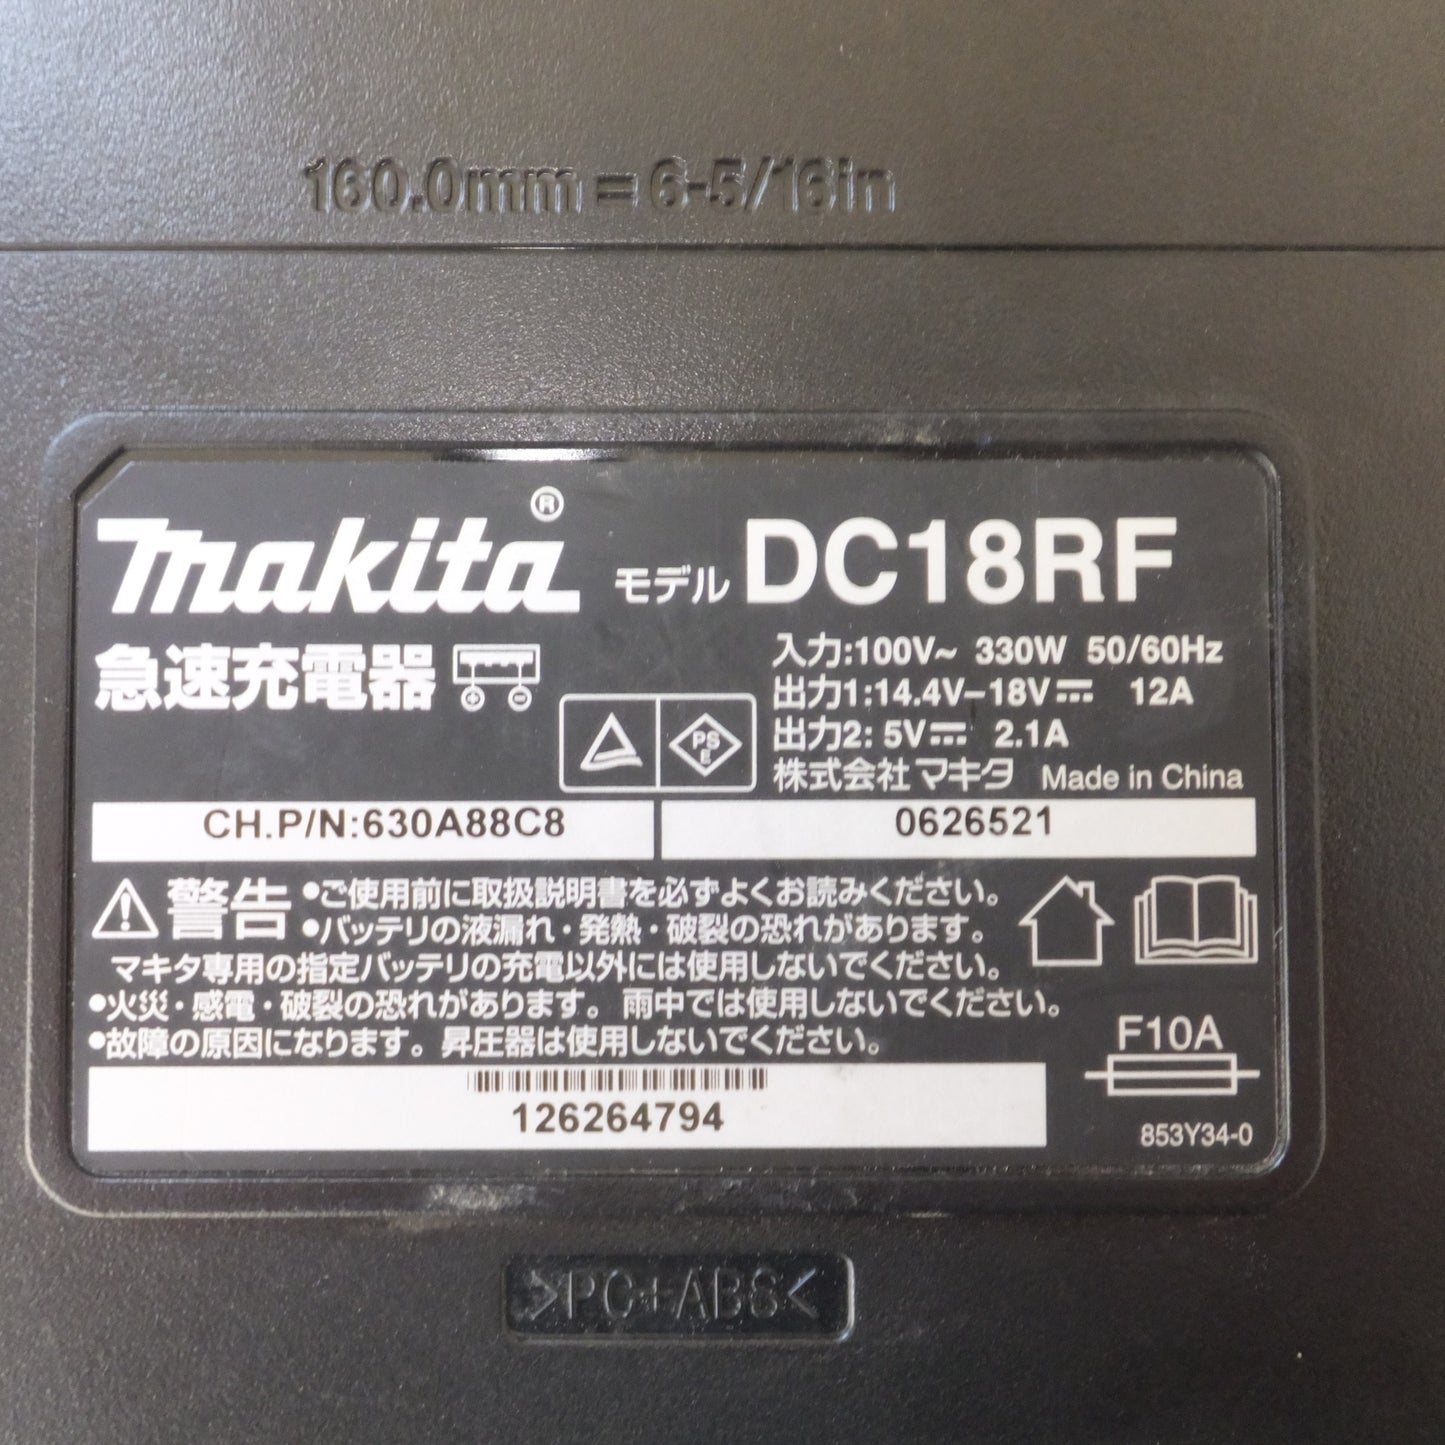 160.0mm = 6-5/16in
makita® モデル DC18RF
急速充電器
入力:100V~ 330W 50/60Hz
出力1:14.4V-18V⎓ 12A
出力2: 5V⎓ 2.1A
PS
E
株式会社マキタ Made in China
CH.P/N:630A88C8
0626521
警告 •ご使用前に取扱説明書を必ずよくお読みください。
•バッテリの液漏れ・発熱・破裂の恐れがあります。
マキタ専用の指定バッテリの充電以外には使用しないでください。
•火災・感電・破裂の恐れがあります。雨中では使用しないでください。
•故障の原因になります。昇圧器は使用しないでください。
F10A
126264794
853Y34-0
>PC+ABS<